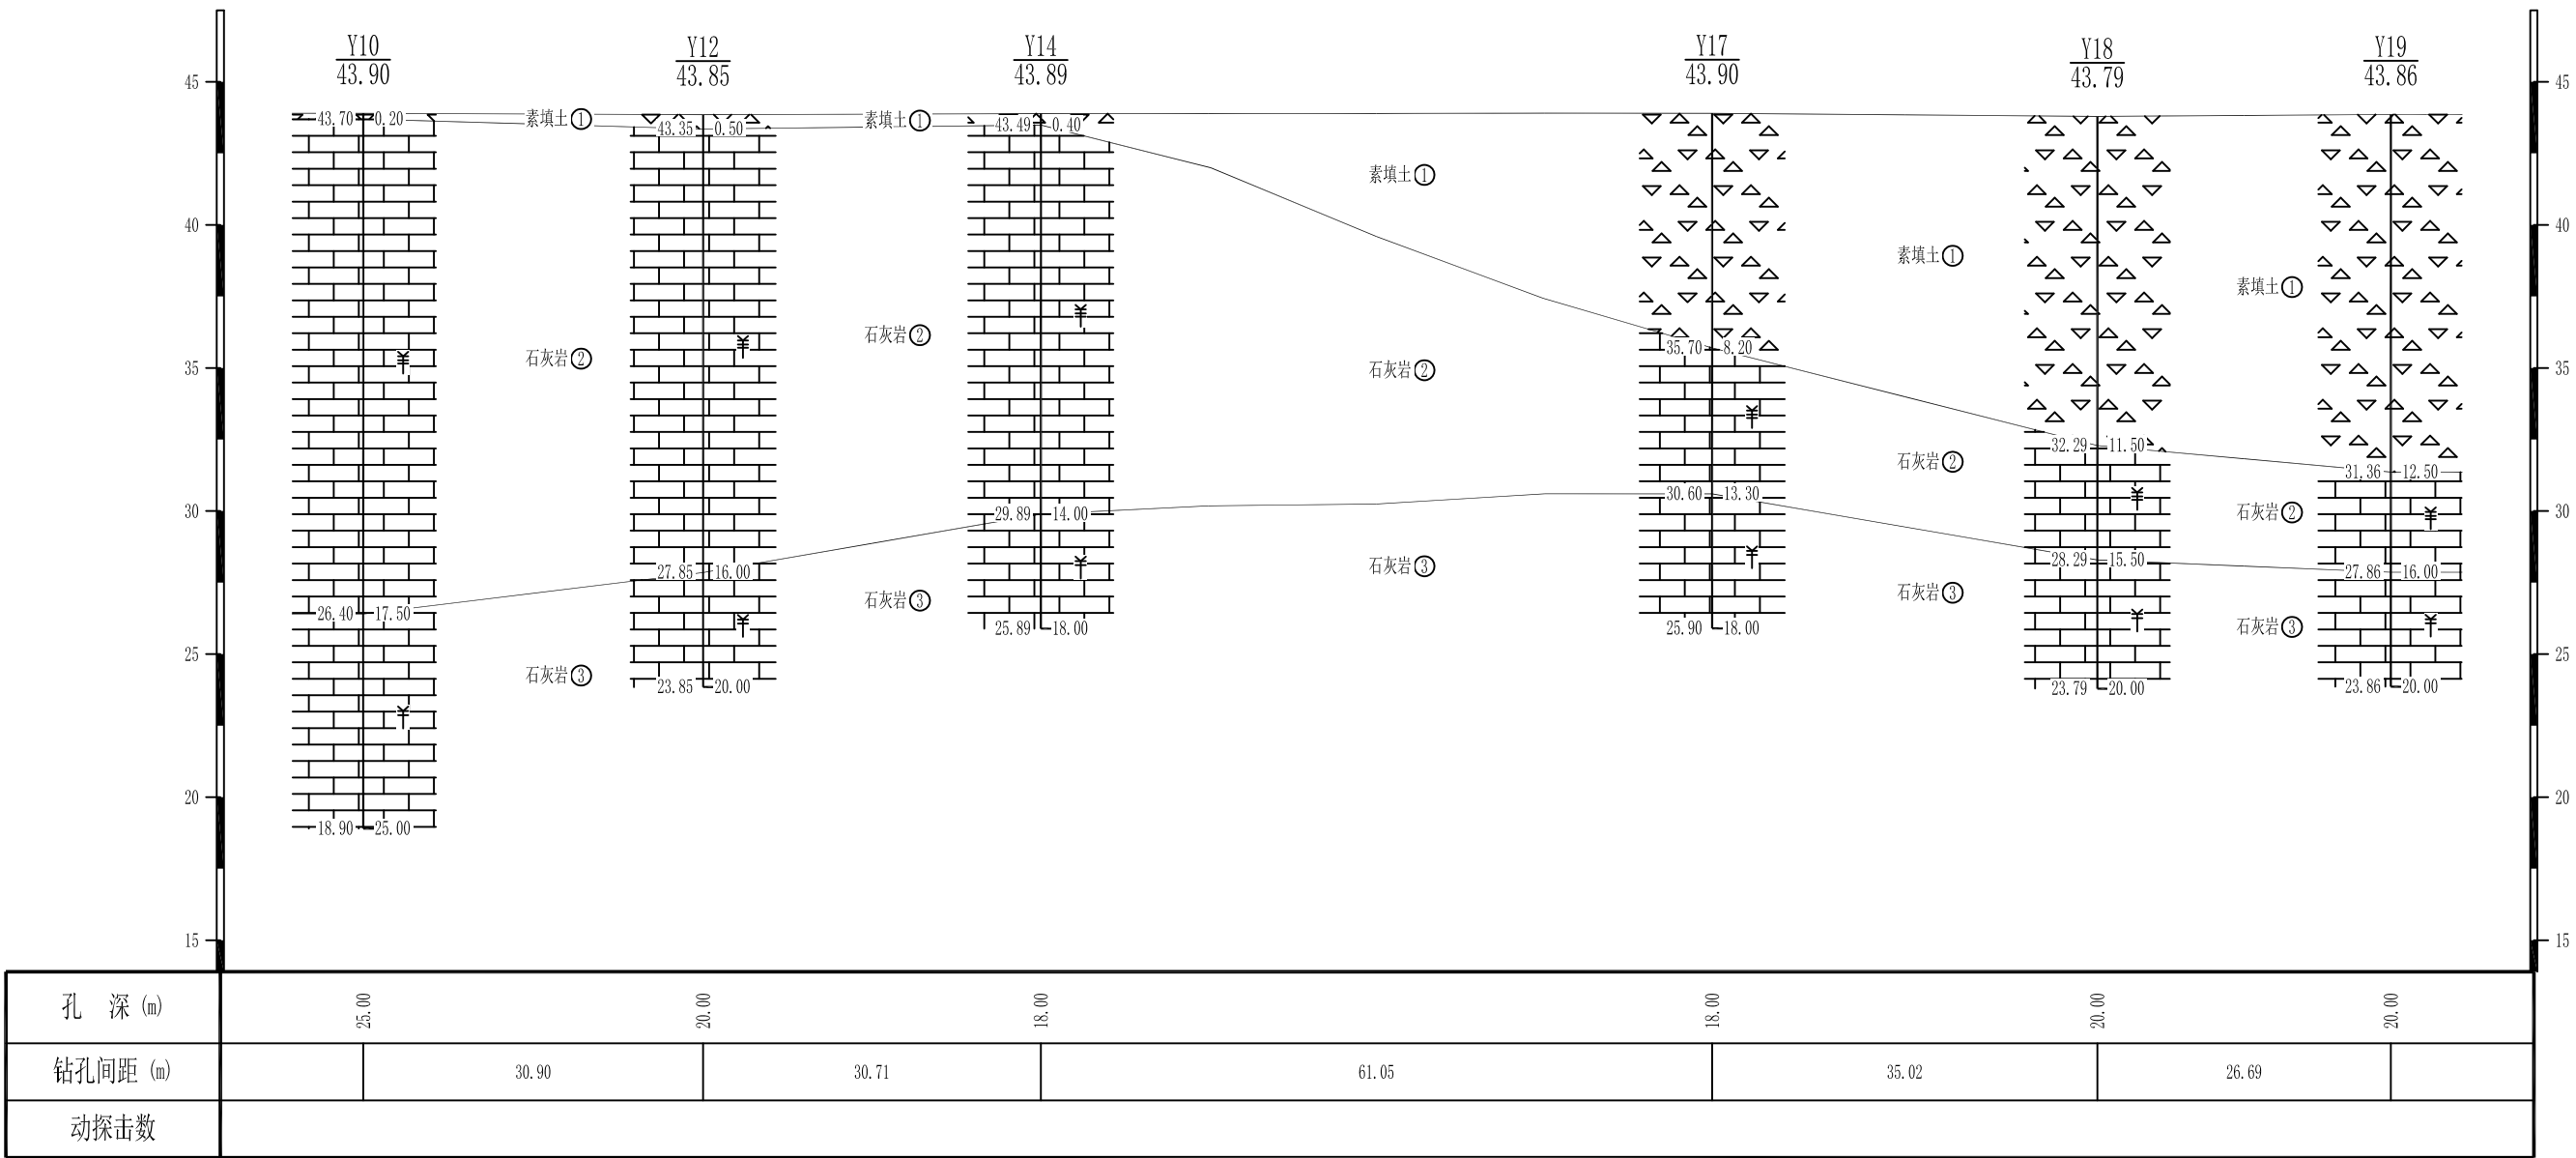 Y10 Y12 Y14 Y17 Y18 Y19
43.90 43.85 43.89 43.90 43.79 43.86
45 45
43.70 0.20 素填土① 43.35 0.50 素填土① 43.49 0.40
素填土①
40 40
素填土① 素填土①
石灰岩② 石灰岩②
35.70 8.20
35 石灰岩② 35
32.29 11.50
石灰岩② 31.36 12.50
30.60 13.30
30 29.89 14.00 石灰岩② 30
28.29 15.50
27.85 16.00 石灰岩③ 27.86 16.00
26.40 17.50 石灰岩③ 石灰岩③
25.89 18.00 25.90 18.00 石灰岩③
25 石灰岩③ 25
23.85 20.00 23.79 20.00 23.86 20.00
20 20
18.90 25.00
15 15
孔 深 (m) 25.00 20.00 18.00 18.00 20.00 20.00
钻孔间距 (m) 30.90 30.71 61.05 35.02 26.69
动探击数